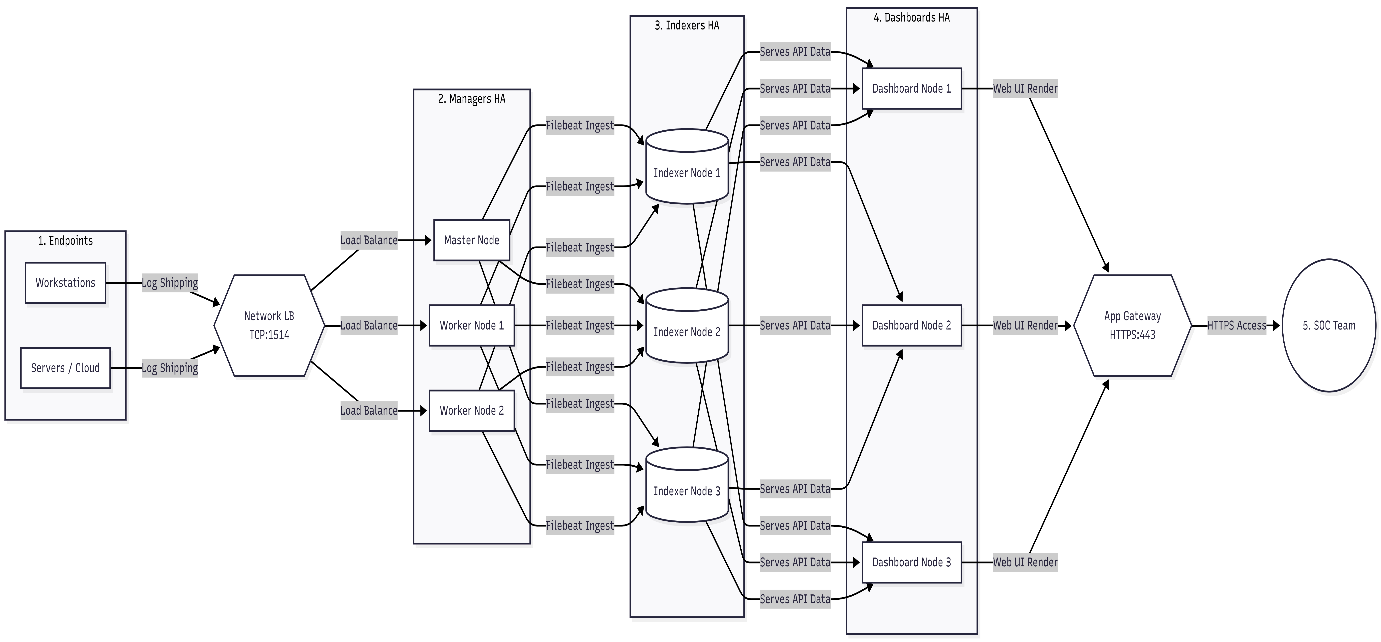 1. Endpoints
Workstations
Servers / Cloud
Log Shipping
Log Shipping
Network LB
TCP:1514
Load Balance
Load Balance
Load Balance
2. Managers HA
Master Node
Worker Node 1
Worker Node 2
Filebeat Ingest
Filebeat Ingest
Filebeat Ingest
Filebeat Ingest
Filebeat Ingest
Filebeat Ingest
Filebeat Ingest
Filebeat Ingest
Filebeat Ingest
3. Indexers HA
Indexer Node 1
Indexer Node 2
Indexer Node 3
Serves API Data
Serves API Data
Serves API Data
Serves API Data
Serves API Data
Serves API Data
Serves API Data
Serves API Data
Serves API Data
4. Dashboards HA
Dashboard Node 1
Dashboard Node 2
Dashboard Node 3
Web UI Render
Web UI Render
Web UI Render
App Gateway
HTTPS:443
HTTPS Access
5. SOC Team